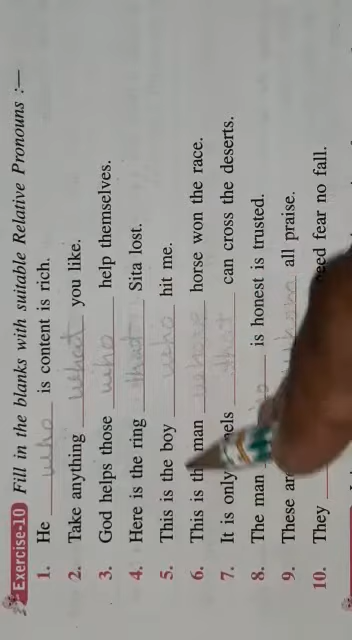 Exercise-10 Fill in the blanks with suitable Relative Pronouns :—
1. He who is content is rich.
2. Take anything what you like.
3. God helps those who help themselves.
4. Here is the ring that Sita lost.
5. This is the boy who hit me.
6. This is the man whose horse won the race.
7. It is only that can cross the deserts.
8. The man is honest is trusted.
9. These all praise.
10. They fear no fall.